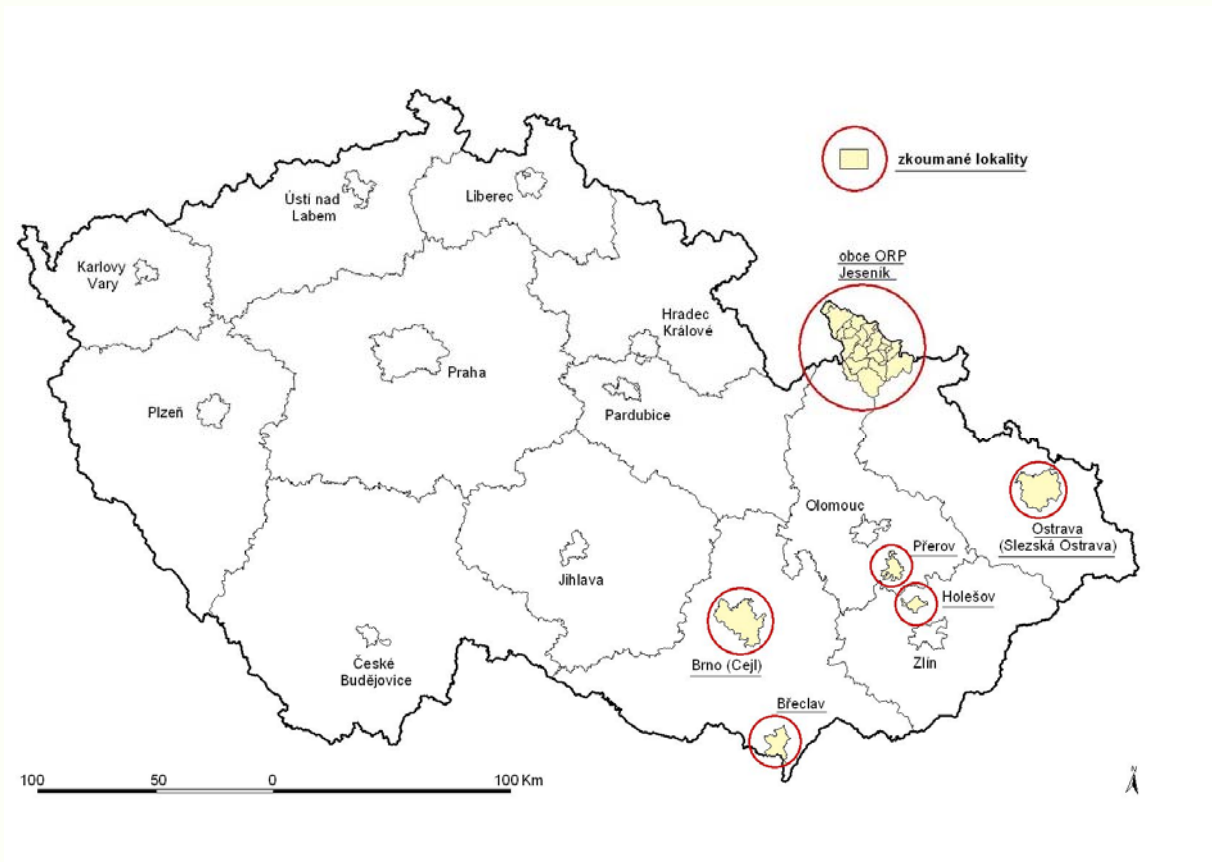 zkoumané lokality
Ústí nad
Labem
Liberec
Karlovy
Vary
obce ORP
Jeseník
Hradec
Králové
Praha
Plzeň
Pardubice
Olomouc
Ostrava
(Slezská Ostrava)
Přerov
Jihlava
Holešov
České
Budějovice
Brno (Cejl)
Zlín
Břeclav
100 50 0 100 Km
N